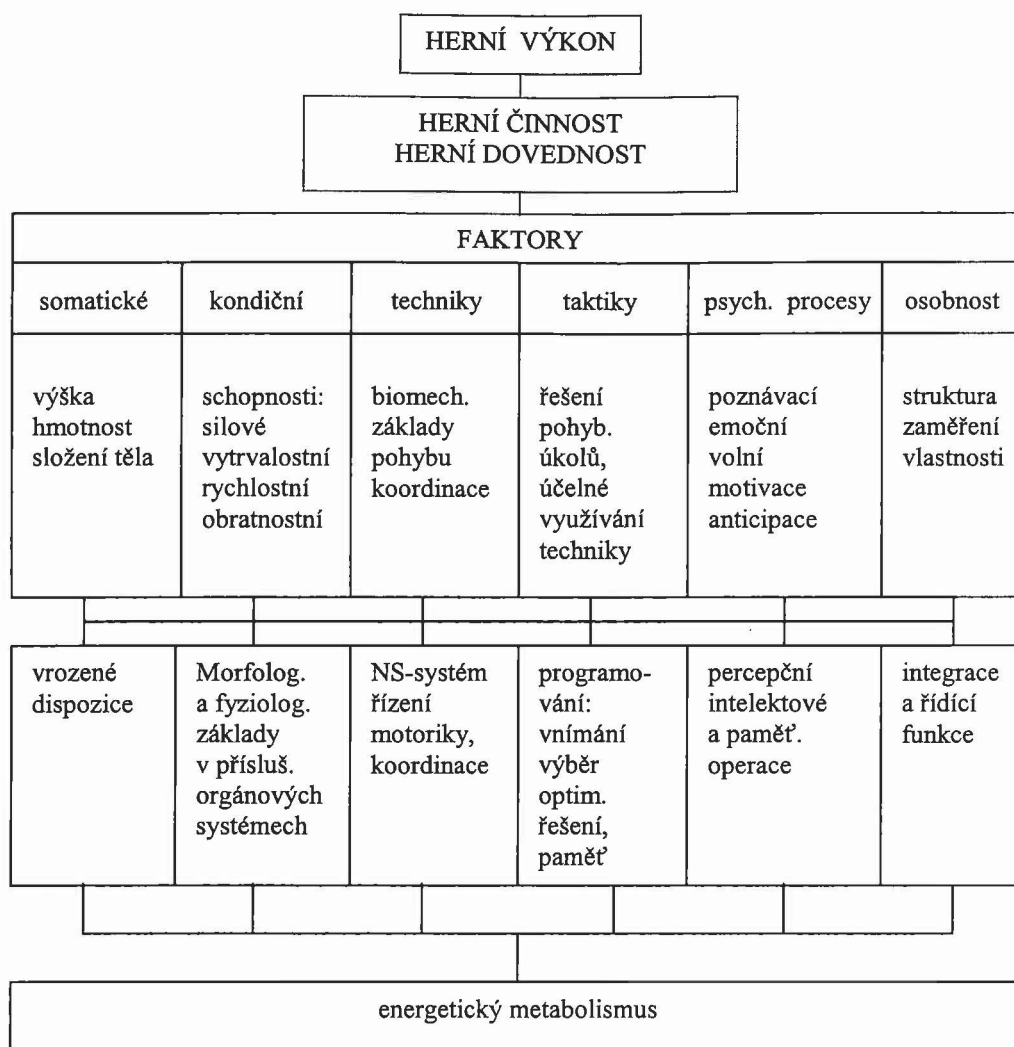 HERNÍ VÝKON
HERNÍ ČINNOST
HERNÍ DOVEDNOST
FAKTORY
somatické
kondiční
techniky
taktiky
psych. procesy
osobnost
výška
hmotnost
složení těla
schopnosti:
silové
vytrvalostní
rychlostní
obratnostní
biomech.
základy
pohybu
koordinace
řešení
pohyb.
úkolů,
účelné
využívání
techniky
poznávací
emoční
volní
motivace
anticipace
struktura
zaměření
vlastnosti
vrozené
dispozice
Morfolog.
a fyziolog.
základy
v přísluš.
orgánových
systémech
NS-systém
řízení
motoriky,
koordinace
programo-
vání:
vnímání
výběr
optim.
řešení,
paměť
percepční
intelektové
a paměť.
operace
integrace
a řídící
funkce
energetický metabolismus